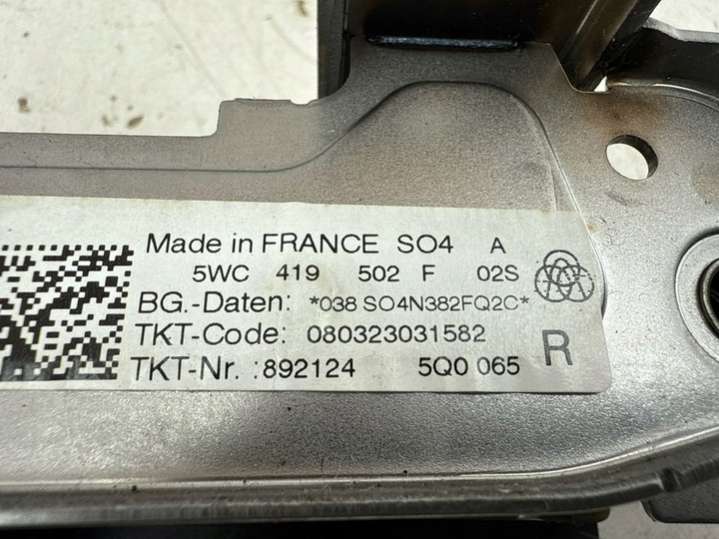 Made in FRANCE SO4 A
5WC 419 502 F 02S
BG.-Daten: *038 SO4N382FQ2C*
TKT-Code: 080323031582
TKT-Nr. :892124 5Q0 065 R